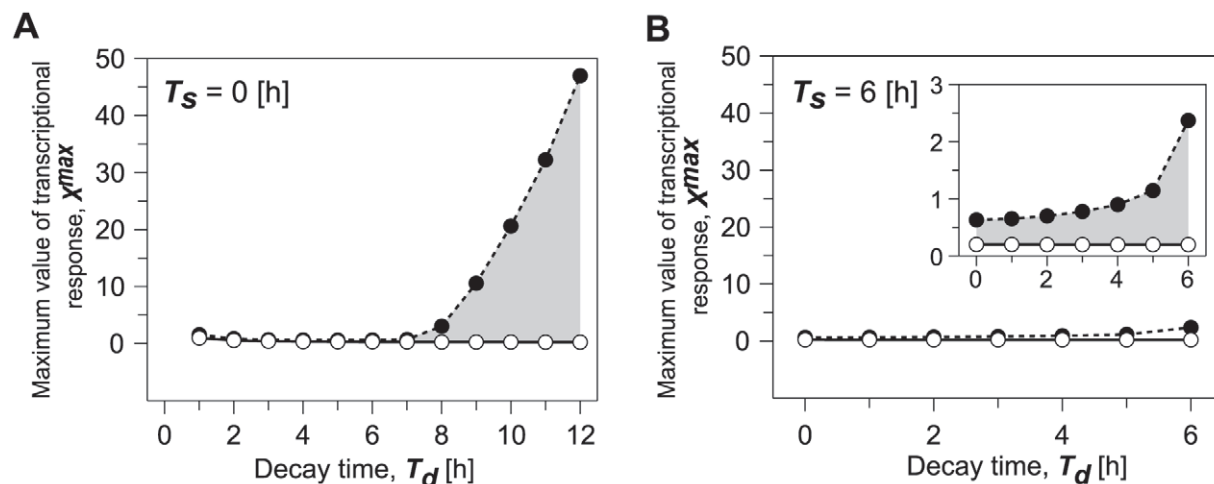 A
Maximum value of transcriptional
response, X^max
50
40
30
20
10
0
T_s = 0 [h]
0 2 4 6 8 10 12
Decay time, T_d [h]
B
Maximum value of transcriptional
response, X^max
50
40
30
20
10
0
T_s = 6 [h]
3
2
1
0
0 2 4 6
0 2 4 6
Decay time, T_d [h]